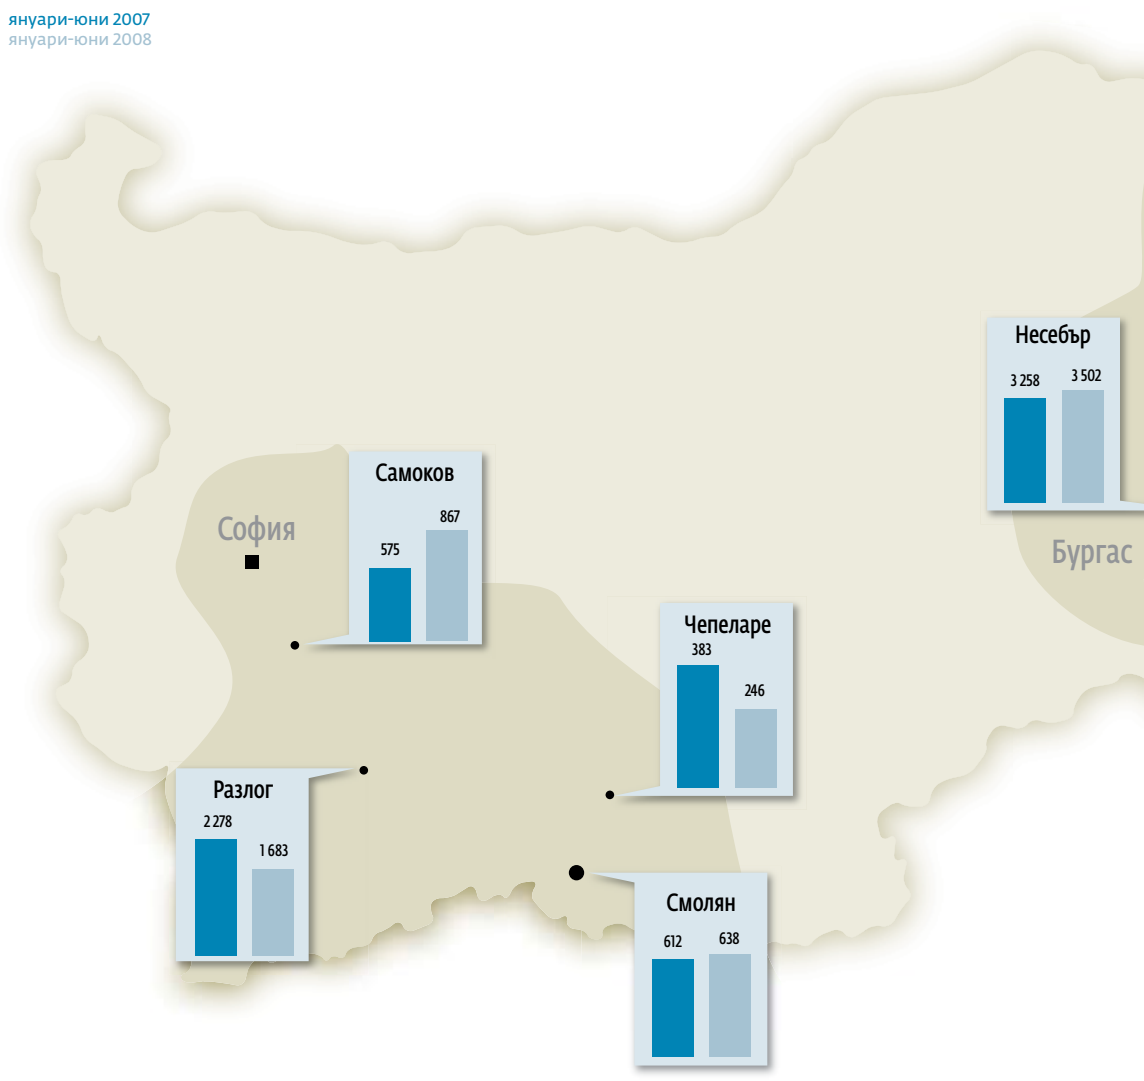 януари-юни 2007
януари-юни 2008
Несебър
3 258
3 502
Самоков
575
867
София
Бургас
Чепеларе
383
246
Разлог
2 278
1 683
Смолян
612
638